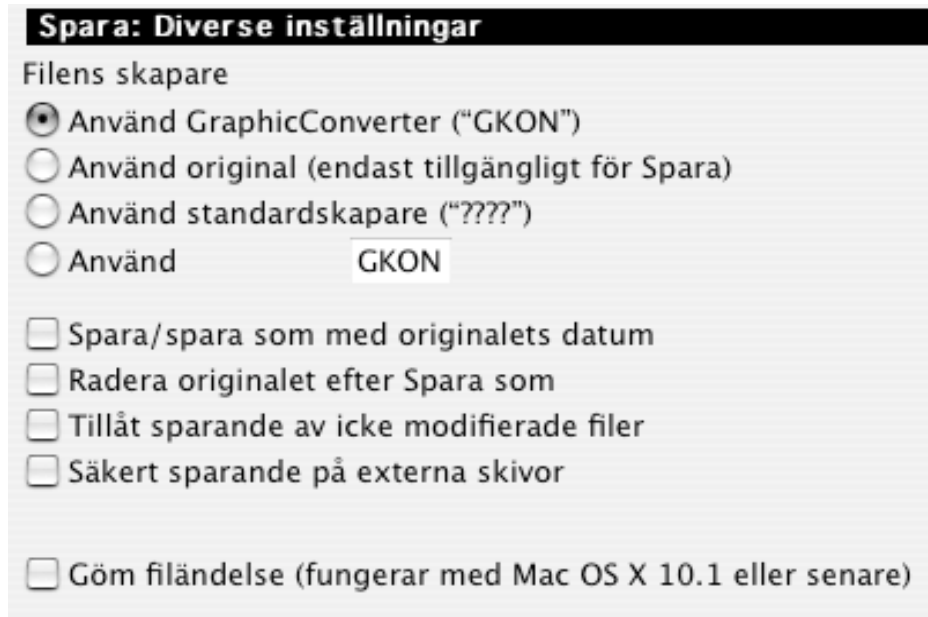 Spara: Diverse inställningar
Filens skapare
Använd GraphicConverter (“GKON”)
Använd original (endast tillgängligt för Spara)
Använd standardskapare (“????”)
Använd GKON
Spara/spara som med originalets datum
Radera originalet efter Spara som
Tillåt sparande av icke modifierade filer
Säkert sparande på externa skivor
Göm filändelse (fungerar med Mac OS X 10.1 eller senare)